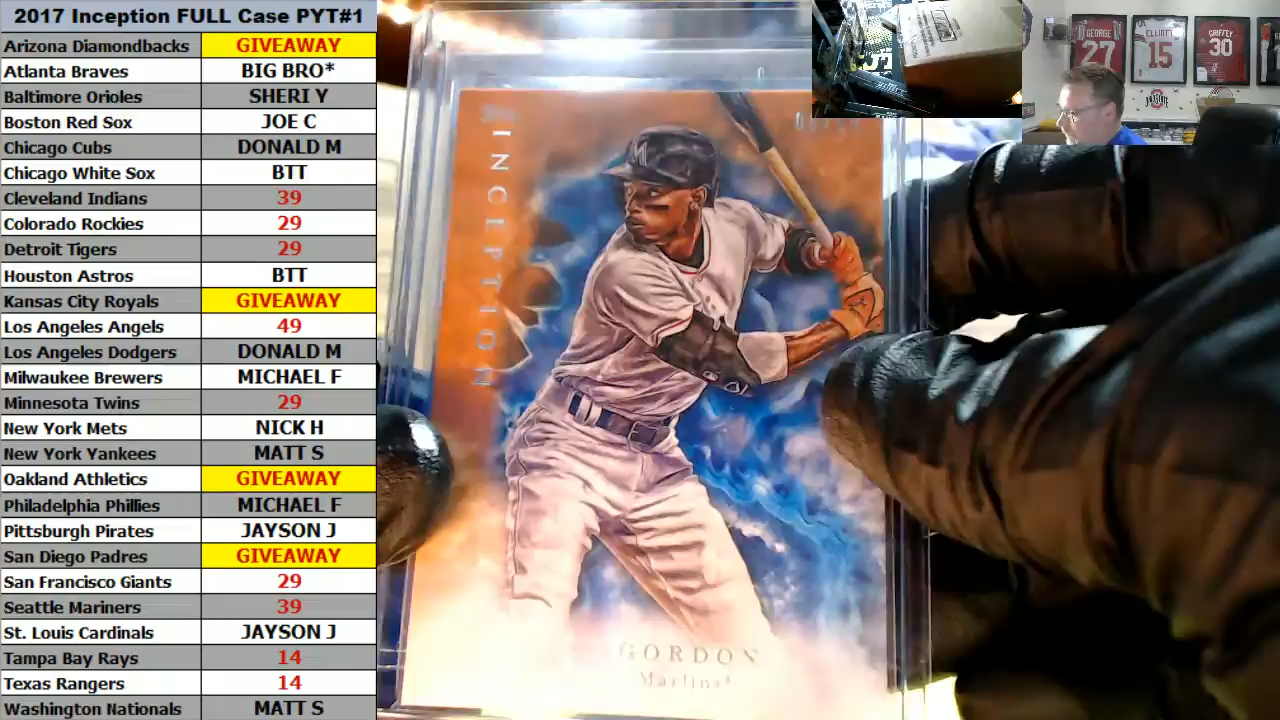 2017 Inception FULL Case PYT#1
Arizona Diamondbacks GIVEAWAY
Atlanta Braves BIG BRO*
Baltimore Orioles SHERI Y
Boston Red Sox JOE C
Chicago Cubs DONALD M
Chicago White Sox BTT
Cleveland Indians 39
Colorado Rockies 29
Detroit Tigers 29
Houston Astros BTT
Kansas City Royals GIVEAWAY
Los Angeles Angels 49
Los Angeles Dodgers DONALD M
Milwaukee Brewers MICHAEL F
Minnesota Twins 29
New York Mets NICK H
New York Yankees MATT S
Oakland Athletics GIVEAWAY
Philadelphia Phillies MICHAEL F
Pittsburgh Pirates JAYSON J
San Diego Padres GIVEAWAY
San Francisco Giants 29
Seattle Mariners 39
St. Louis Cardinals JAYSON J
Tampa Bay Rays 14
Texas Rangers 14
Washington Nationals MATT S
INCEPTION
GORDON
Marlins
GEORGE
27
ELLIOTT
15
GRIFFEY
30